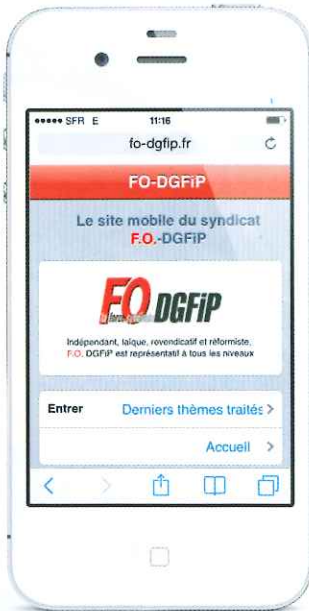 ●●●●● SFR E 11:16
fo-dgfip.fr
FO-DGFiP
Le site mobile du syndicat
F.O.-DGFiP
FO DGFiP
Indépendant, laïque, revendicatif et réformiste,
F.O. DGFiP est représentatif à tous les niveaux
Entrer Derniers thèmes traités >
Accueil >